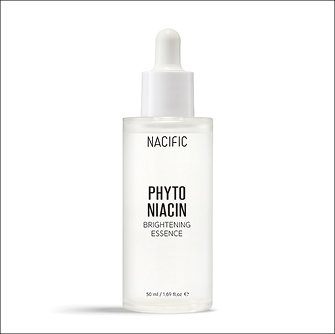 NACIFIC
PHYTO
NIACIN
BRIGHTENING
ESSENCE
50 ml / 1.69 fl.oz ℮